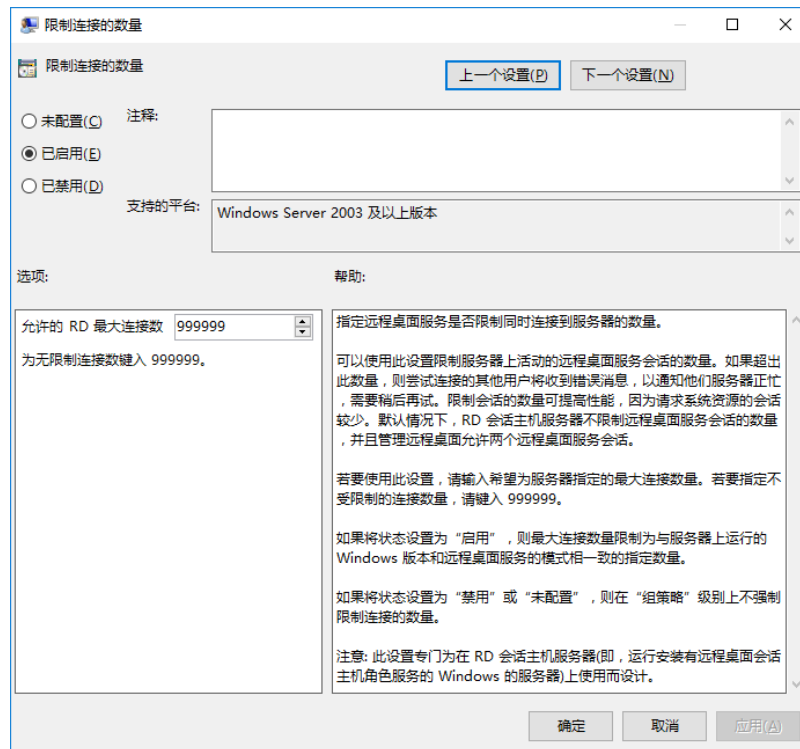 限制连接的数量
限制连接的数量
上一个设置(P)
下一个设置(N)
未配置(C)
已启用(E)
已禁用(D)
注释:
支持的平台:
Windows Server 2003 及以上版本
选项:
帮助:
允许的 RD 最大连接数
999999
为无限制连接数键入 999999。
指定远程桌面服务是否限制同时连接到服务器的数量。
可以使用此设置限制服务器上活动的远程桌面服务会话的数量。如果超出
此数量，则尝试连接的其他用户将收到错误消息，以通知他们服务器正忙
，需要稍后再试。限制会话的数量可提高性能，因为请求系统资源的会话
较少。默认情况下，RD 会话主机服务器不限制远程桌面服务会话的数量
，并且管理远程桌面允许两个远程桌面服务会话。
若要使用此设置，请输入希望为服务器指定的最大连接数量。若要指定不
受限制的连接数量，请键入 999999。
如果将状态设置为“启用”，则最大连接数量限制为与服务器上运行的
Windows 版本和远程桌面服务的模式相一致的指定数量。
如果将状态设置为“禁用”或“未配置”，则在“组策略”级别上不强制
限制连接的数量。
注意: 此设置专门为在 RD 会话主机服务器(即，运行安装有远程桌面会话
主机角色服务的 Windows 的服务器)上使用而设计。
确定
取消
应用(A)